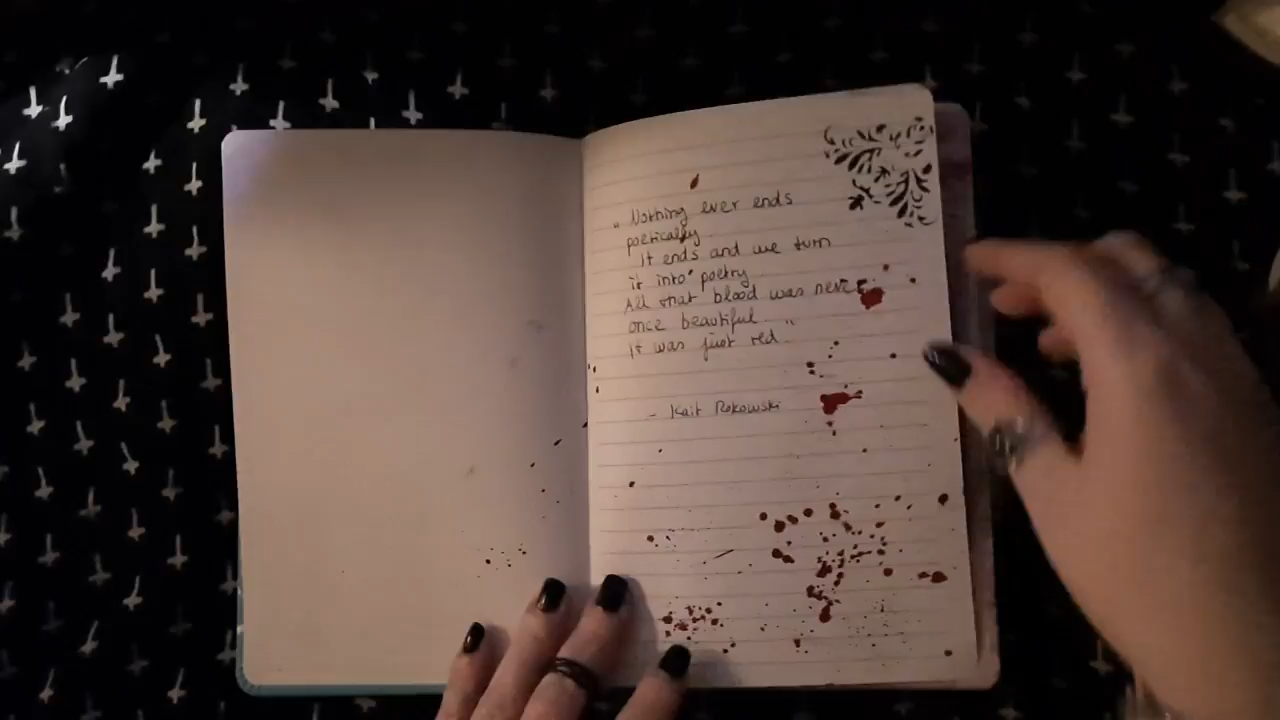 „ Nothing ever ends
poetically.
It ends and we turn
it into poetry.
All that blood was never
once beautiful. "
It was just red.
- Kait Rokowski